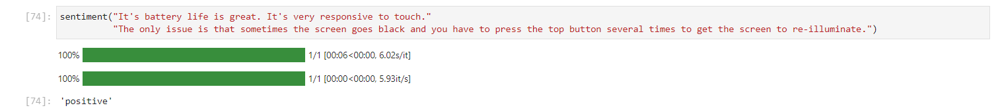 [74]: sentiment("It's battery life is great. It's very responsive to touch."
"The only issue is that sometimes the screen goes black and you have to press the top button several times to get the screen to re-illuminate.")
100% 1/1 [00:06<00:00, 6.02s/it]
100% 1/1 [00:00<00:00, 5.93it/s]
[74]: 'positive'